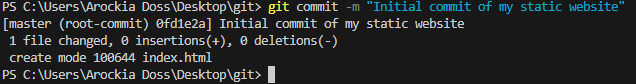 PS C:\Users\Arockia Doss\Desktop\git> git commit -m "Initial commit of my static website"
[master (root-commit) 0fd1e2a] Initial commit of my static website
 1 file changed, 0 insertions(+), 0 deletions(-)
 create mode 100644 index.html
PS C:\Users\Arockia Doss\Desktop\git>